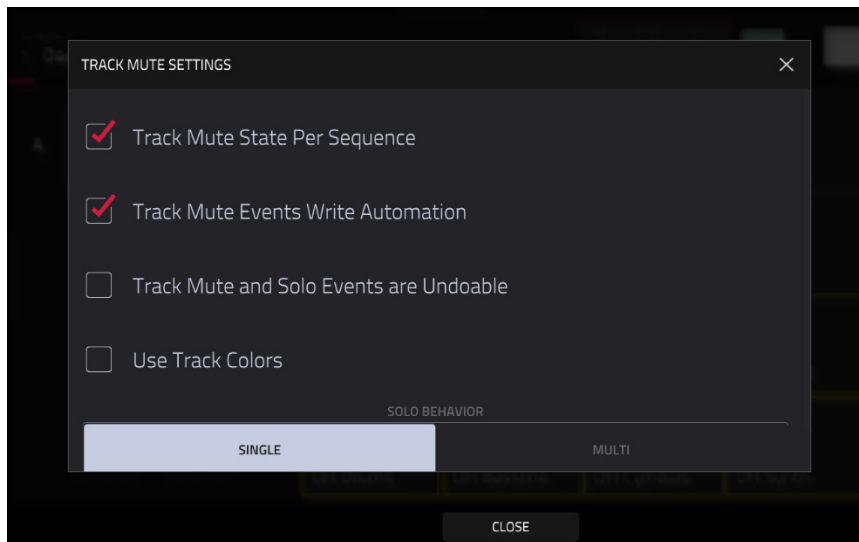 TRACK MUTE SETTINGS
Track Mute State Per Sequence
Track Mute Events Write Automation
Track Mute and Solo Events are Undoable
Use Track Colors
SOLO BEHAVIOR
SINGLE MULTI
CLOSE